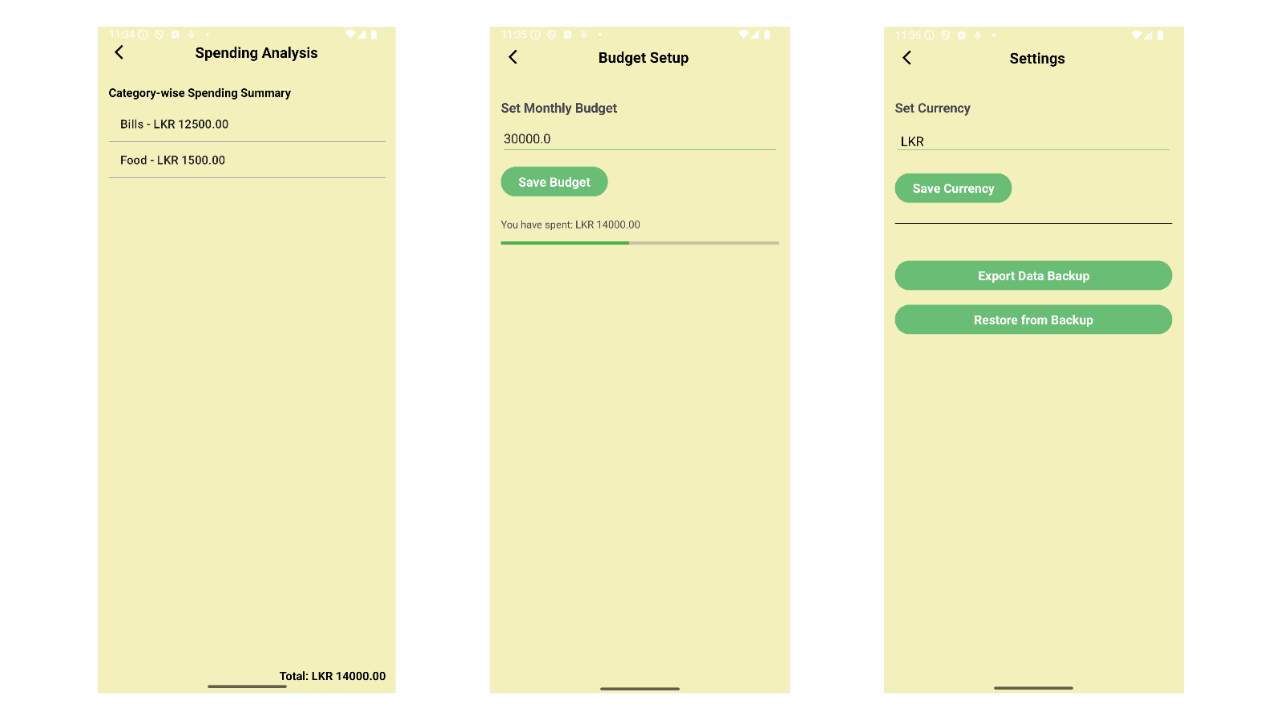 11:34
Spending Analysis
Category-wise Spending Summary
Bills - LKR 12500.00
Food - LKR 1500.00
Total: LKR 14000.00
11:35
Budget Setup
Set Monthly Budget
30000.0
Save Budget
You have spent: LKR 14000.00
11:35
Settings
Set Currency
LKR
Save Currency
Export Data Backup
Restore from Backup